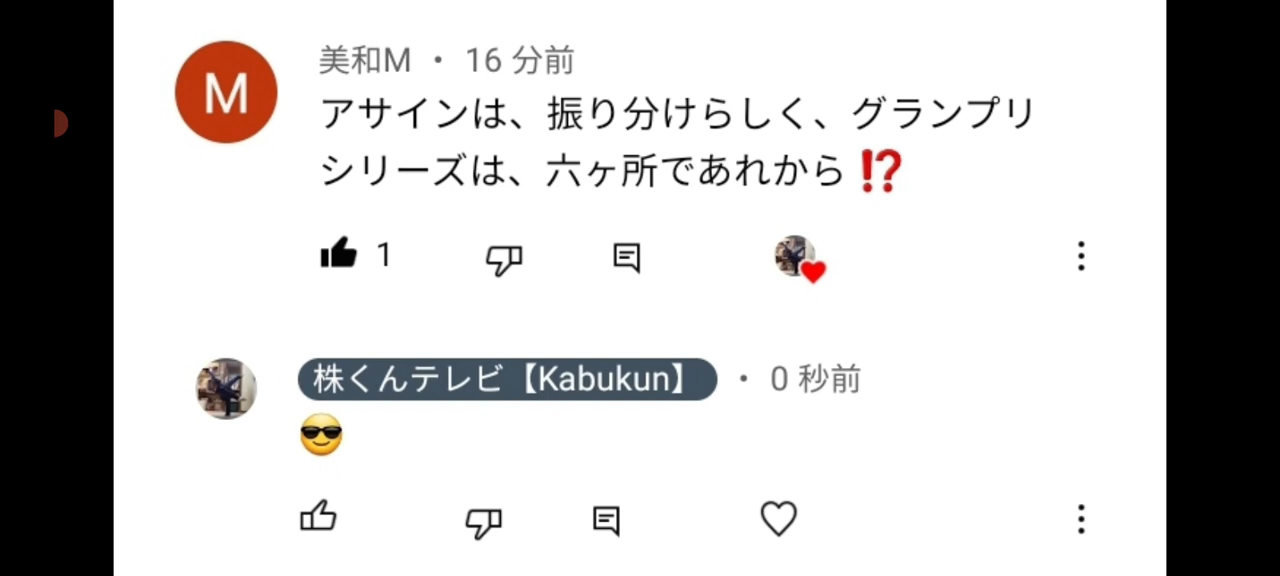 美和M ・ 16 分前
アサインは、振り分けらしく、グランプリ
シリーズは、六ヶ所であれから⁉️
1
株くんテレビ【Kabukun】 ・ 0 秒前
😎